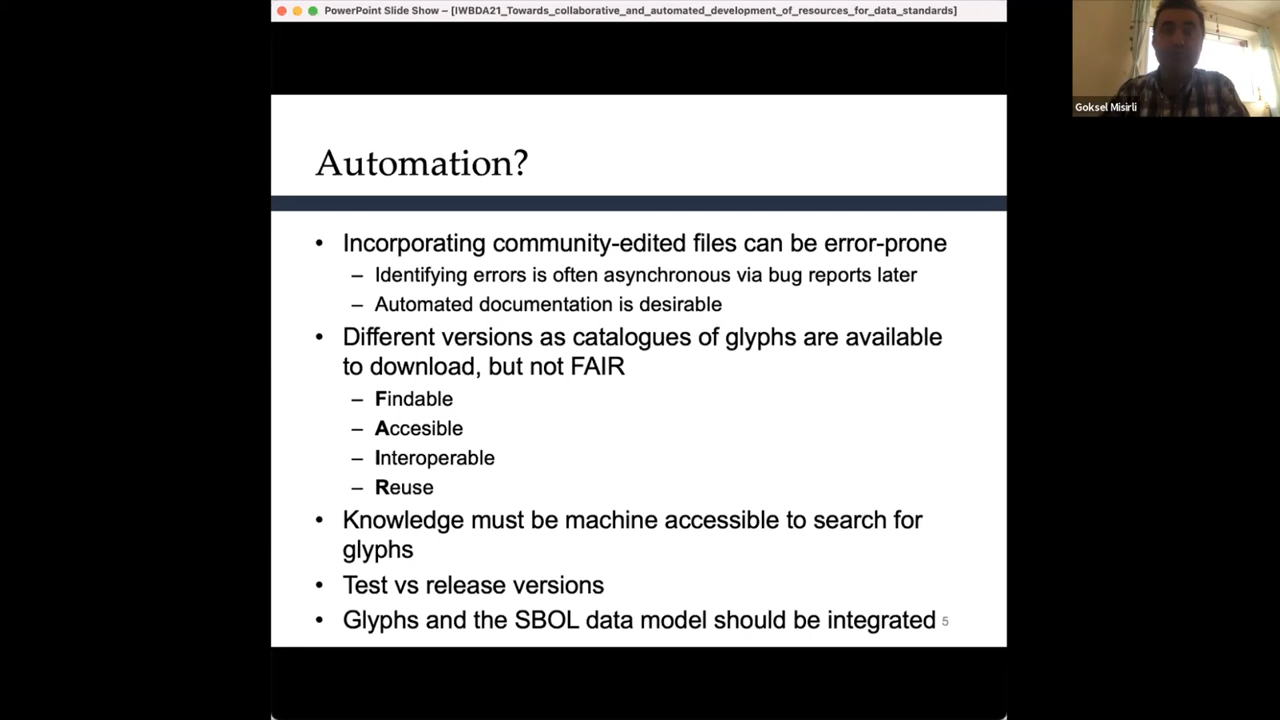 PowerPoint Slide Show – [IWBDA21_Towards_collaborative_and_automated_development_of_resources_for_data_standards]
Goksel Misirli
Automation?
• Incorporating community-edited files can be error-prone
– Identifying errors is often asynchronous via bug reports later
– Automated documentation is desirable
• Different versions as catalogues of glyphs are available
to download, but not FAIR
– Findable
– Accesible
– Interoperable
– Reuse
• Knowledge must be machine accessible to search for
glyphs
• Test vs release versions
• Glyphs and the SBOL data model should be integrated
5